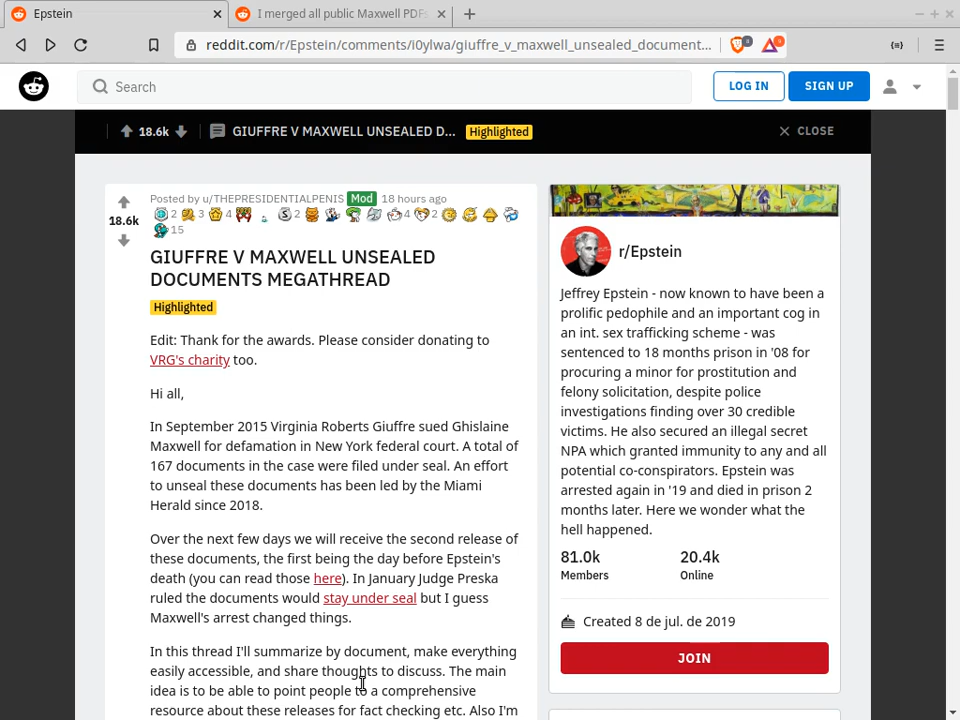 Epstein
I merged all public Maxwell PDFs
reddit.com/r/Epstein/comments/i0ylwa/giuffre_v_maxwell_unsealed_document...
Search
LOG IN
SIGN UP
18.6k
GIUFFRE V MAXWELL UNSEALED D...
Highlighted
CLOSE
18.6k
Posted by u/THEPRESIDENTIALPENIS Mod 18 hours ago
2 3 4 2 4 2
15
GIUFFRE V MAXWELL UNSEALED
DOCUMENTS MEGATHREAD
Highlighted
Edit: Thank for the awards. Please consider donating to
VRG's charity too.
Hi all,
In September 2015 Virginia Roberts Giuffre sued Ghislaine
Maxwell for defamation in New York federal court. A total of
167 documents in the case were filed under seal. An effort
to unseal these documents has been led by the Miami
Herald since 2018.
Over the next few days we will receive the second release of
these documents, the first being the day before Epstein's
death (you can read those here). In January Judge Preska
ruled the documents would stay under seal but I guess
Maxwell's arrest changed things.
In this thread I'll summarize by document, make everything
easily accessible, and share thoughts to discuss. The main
idea is to be able to point people to a comprehensive
resource about these releases for fact checking etc. Also I'm
r/Epstein
Jeffrey Epstein - now known to have been a
prolific pedophile and an important cog in
an int. sex trafficking scheme - was
sentenced to 18 months prison in '08 for
procuring a minor for prostitution and
felony solicitation, despite police
investigations finding over 30 credible
victims. He also secured an illegal secret
NPA which granted immunity to any and all
potential co-conspirators. Epstein was
arrested again in '19 and died in prison 2
months later. Here we wonder what the
hell happened.
81.0k 20.4k
Members Online
Created 8 de jul. de 2019
JOIN